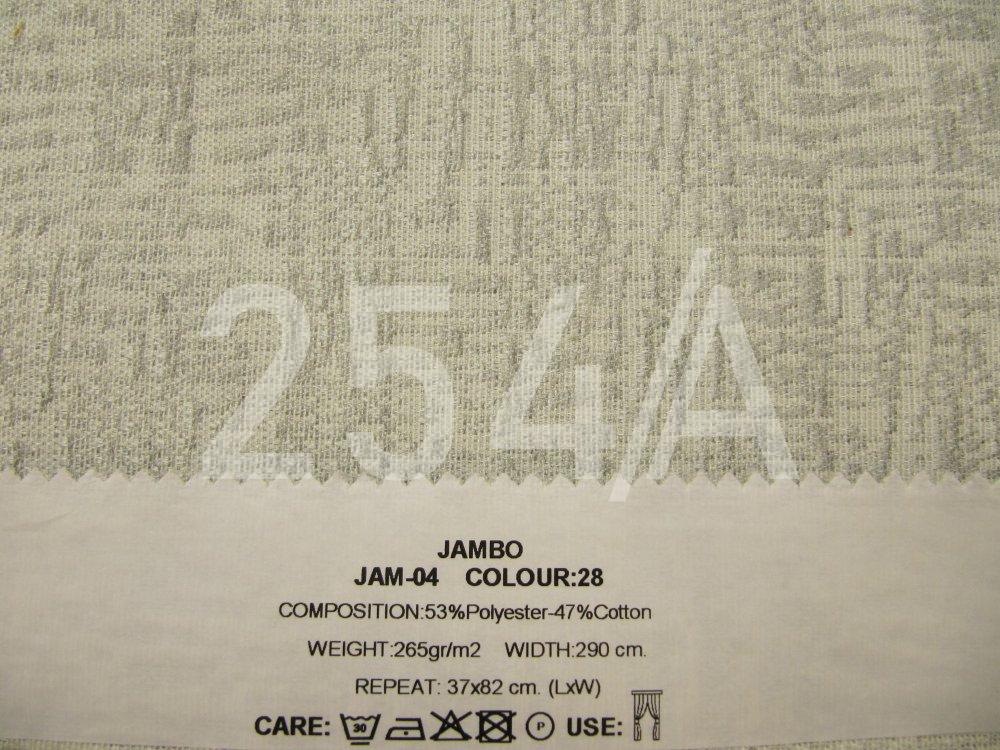 254/A
JAMBO
JAM-04 COLOUR:28
COMPOSITION:53%Polyester-47%Cotton
WEIGHT:265gr/m2 WIDTH:290 cm.
REPEAT: 37x82 cm. (LxW)
CARE: 30 P USE: